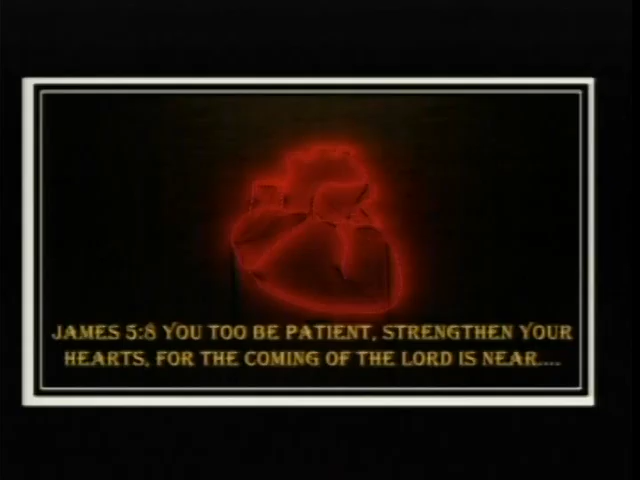 JAMES 5:8 YOU TOO BE PATIENT, STRENGTHEN YOUR
HEARTS, FOR THE COMING OF THE LORD IS NEAR....